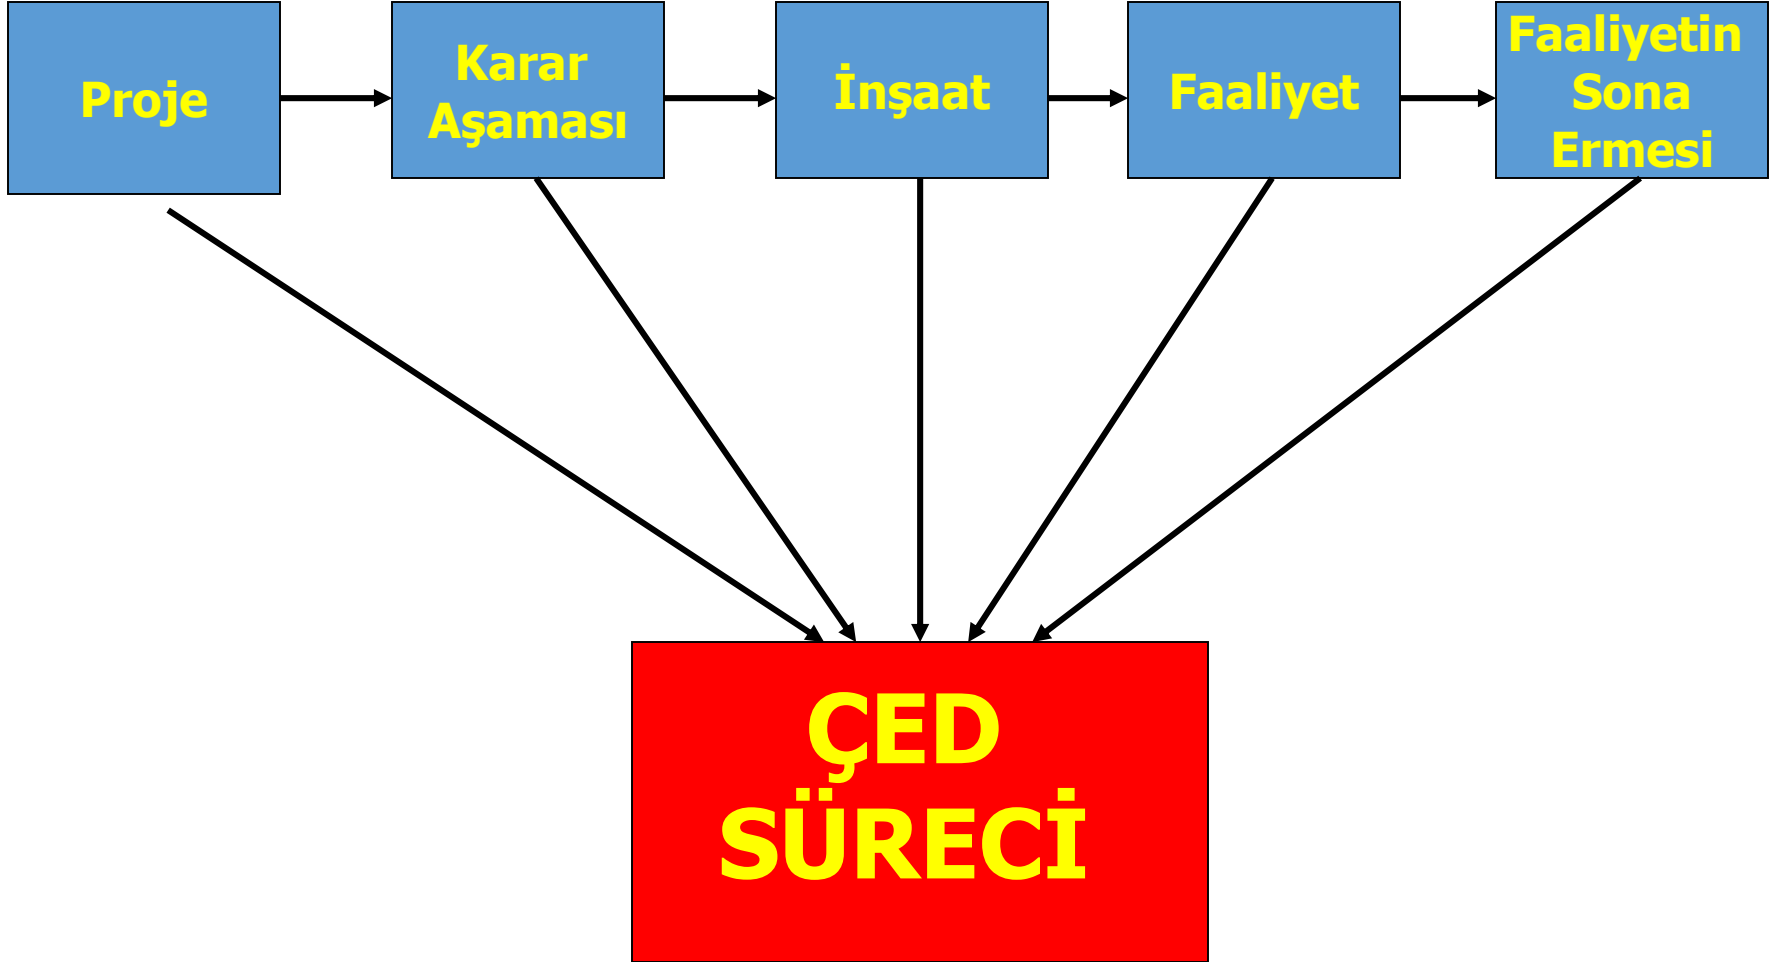 Proje
Karar
Aşaması
İnşaat
Faaliyet
Faaliyetin
Sona
Ermesi
ÇED
SÜRECİ